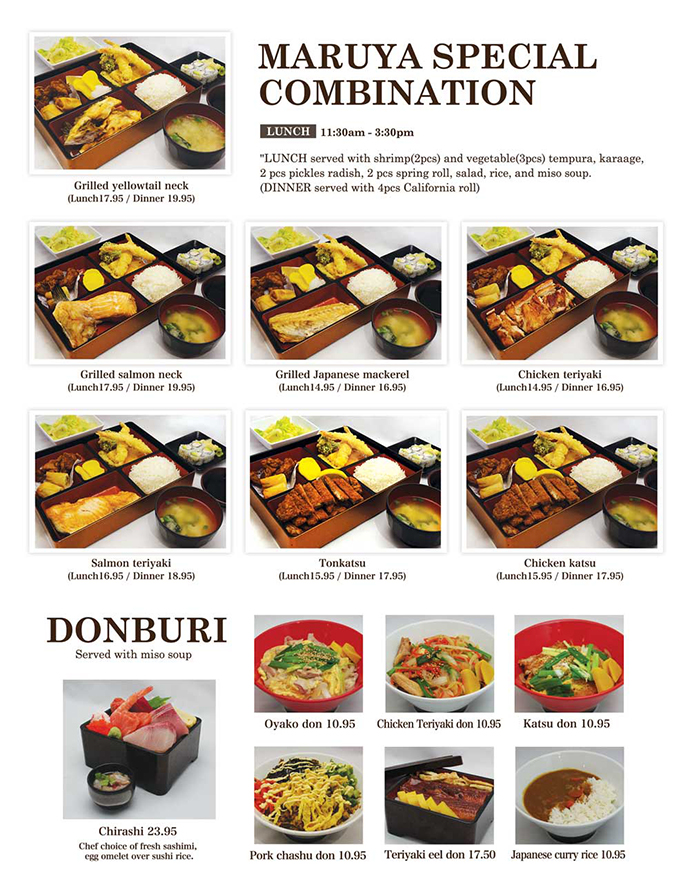 MARUYA SPECIAL
COMBINATION
LUNCH 11:30am - 3:30pm
"LUNCH served with shrimp(2pcs) and vegetable(3pcs) tempura, karaage,
2 pcs pickles radish, 2 pcs spring roll, salad, rice, and miso soup.
(DINNER served with 4pcs California roll)
Grilled yellowtail neck
(Lunch17.95 / Dinner 19.95)
Grilled salmon neck
(Lunch17.95 / Dinner 19.95)
Grilled Japanese mackerel
(Lunch14.95 / Dinner 16.95)
Chicken teriyaki
(Lunch14.95 / Dinner 16.95)
Salmon teriyaki
(Lunch16.95 / Dinner 18.95)
Tonkatsu
(Lunch15.95 / Dinner 17.95)
Chicken katsu
(Lunch15.95 / Dinner 17.95)
DONBURI
Served with miso soup
Chirashi 23.95
Chef choice of fresh sashimi,
egg omelet over sushi rice.
Oyako don 10.95
Chicken Teriyaki don 10.95
Katsu don 10.95
Pork chashu don 10.95
Teriyaki eel don 17.50
Japanese curry rice 10.95